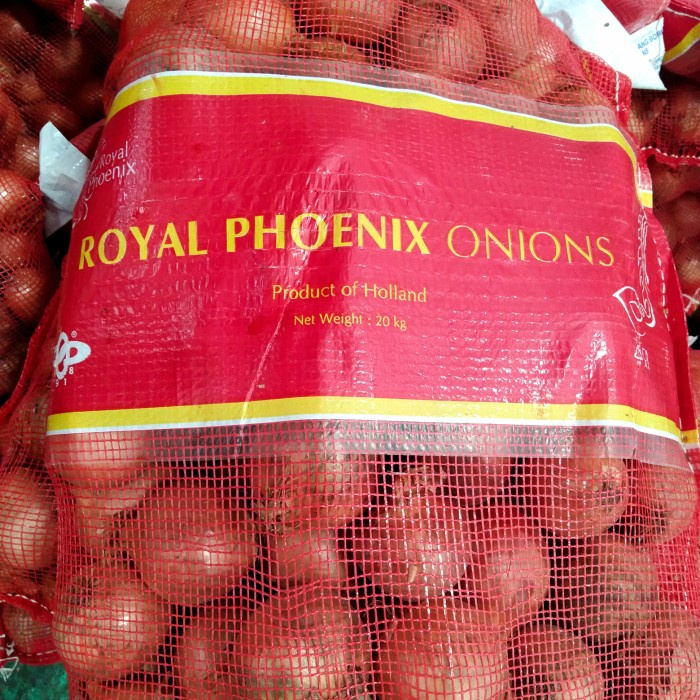 Royal
Phoenix
ROYAL PHOENIX ONIONS
Product of Holland
Net Weight : 20 kg